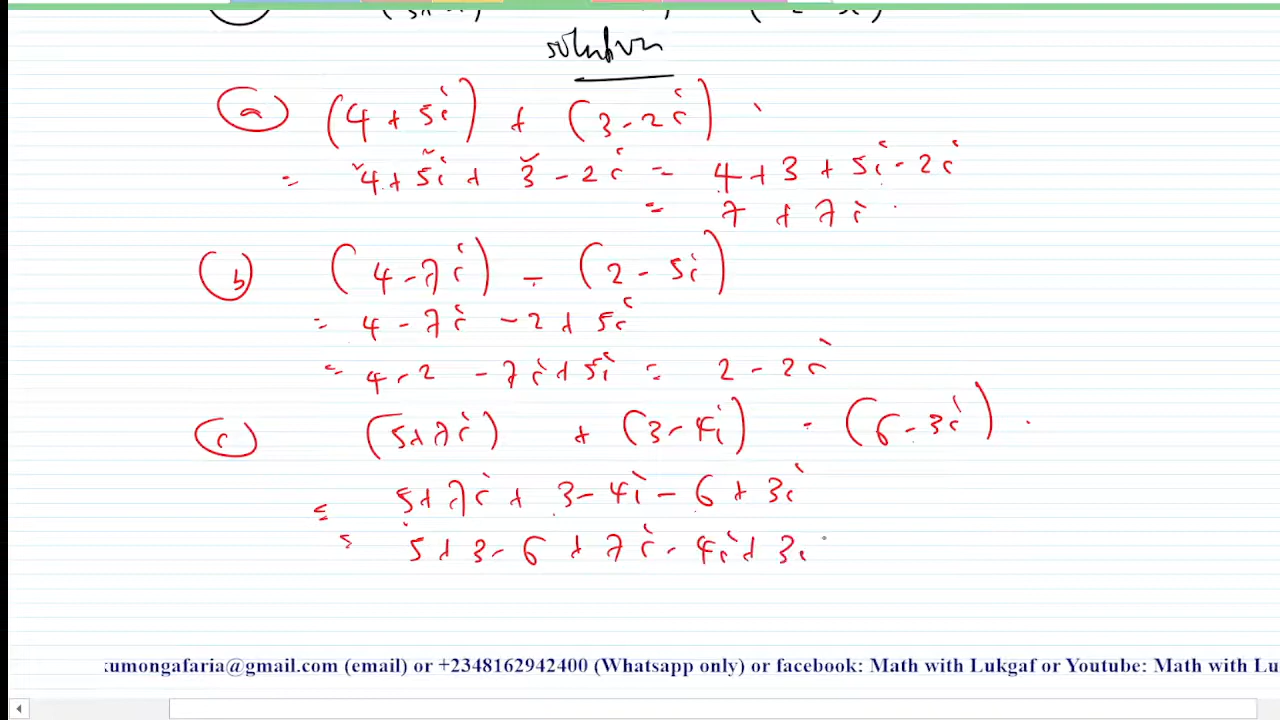 solution
(a) (4 + 5i) + (3 - 2i)
= 4 + 5i + 3 - 2i = 4 + 3 + 5i - 2i
= 7 + 7i
(b) (4 - 7i) - (2 - 5i)
= 4 - 7i - 2 + 5i
= 4 - 2 - 7i + 5i = 2 - 2i
(c) (5 + 7i) + (3 - 4i) - (6 - 3i).
= 5 + 7i + 3 - 4i - 6 + 3i
= 5 + 3 - 6 + 7i - 4i + 3i
kumongafaria@gmail.com (email) or +2348162942400 (Whatsapp only) or facebook: Math with Lukgaf or Youtube: Math with Lu